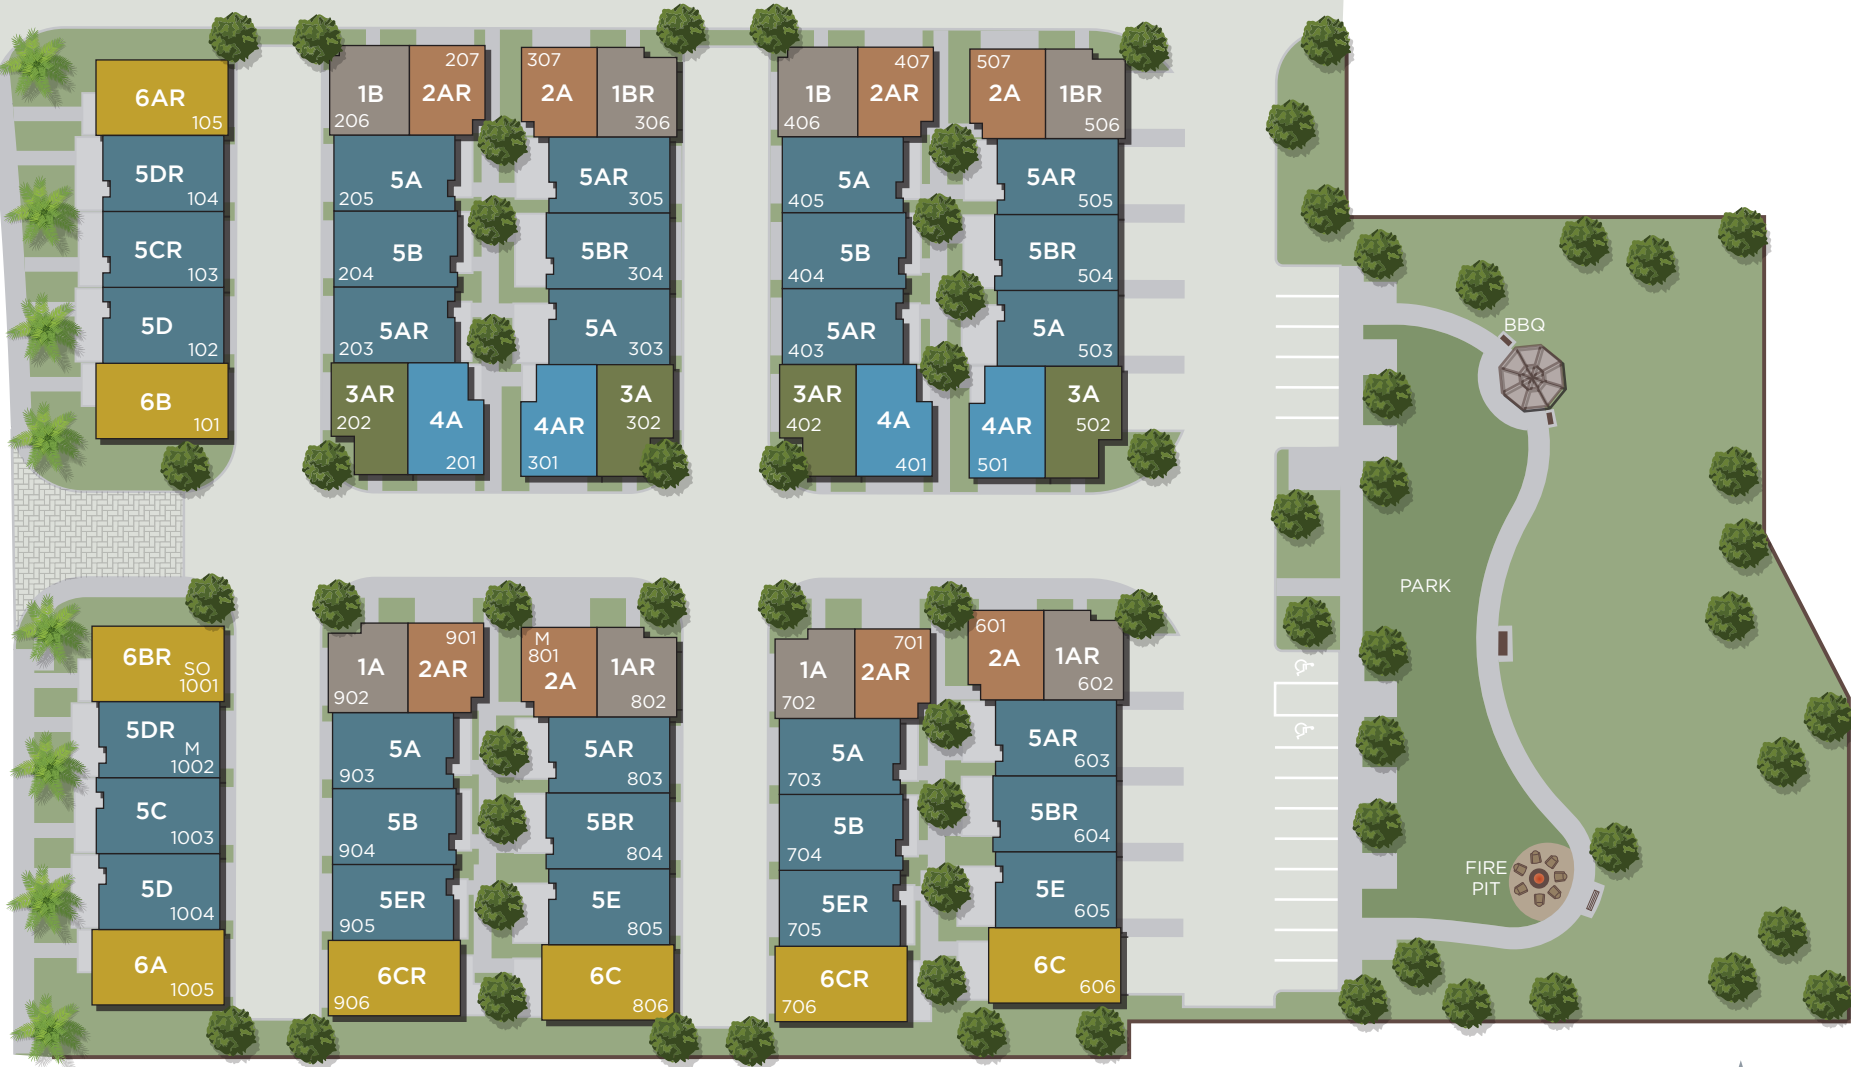 6AR
105
5DR
104
5CR
103
5D
102
6B
101
1B
206
207
2AR
5A
205
5B
204
5AR
203
3AR
202
4A
201
307
2A
1BR
306
5AR
305
5BR
304
5A
303
4AR
301
3A
302
1B
406
407
2AR
5A
405
5B
404
5AR
403
3AR
402
4A
401
507
2A
1BR
506
5AR
505
5BR
504
5A
503
4AR
501
3A
502
6BR
SO
1001
5DR
M
1002
5C
1003
5D
1004
6A
1005
1A
902
901
2AR
5A
903
5B
904
5ER
905
6CR
906
M
801
2A
1AR
802
5AR
803
5BR
804
5E
805
6C
806
1A
702
701
2AR
5A
703
5B
704
5ER
705
6CR
706
601
2A
1AR
602
5AR
603
5BR
604
5E
605
6C
606
BBQ
PARK
FIRE
PIT